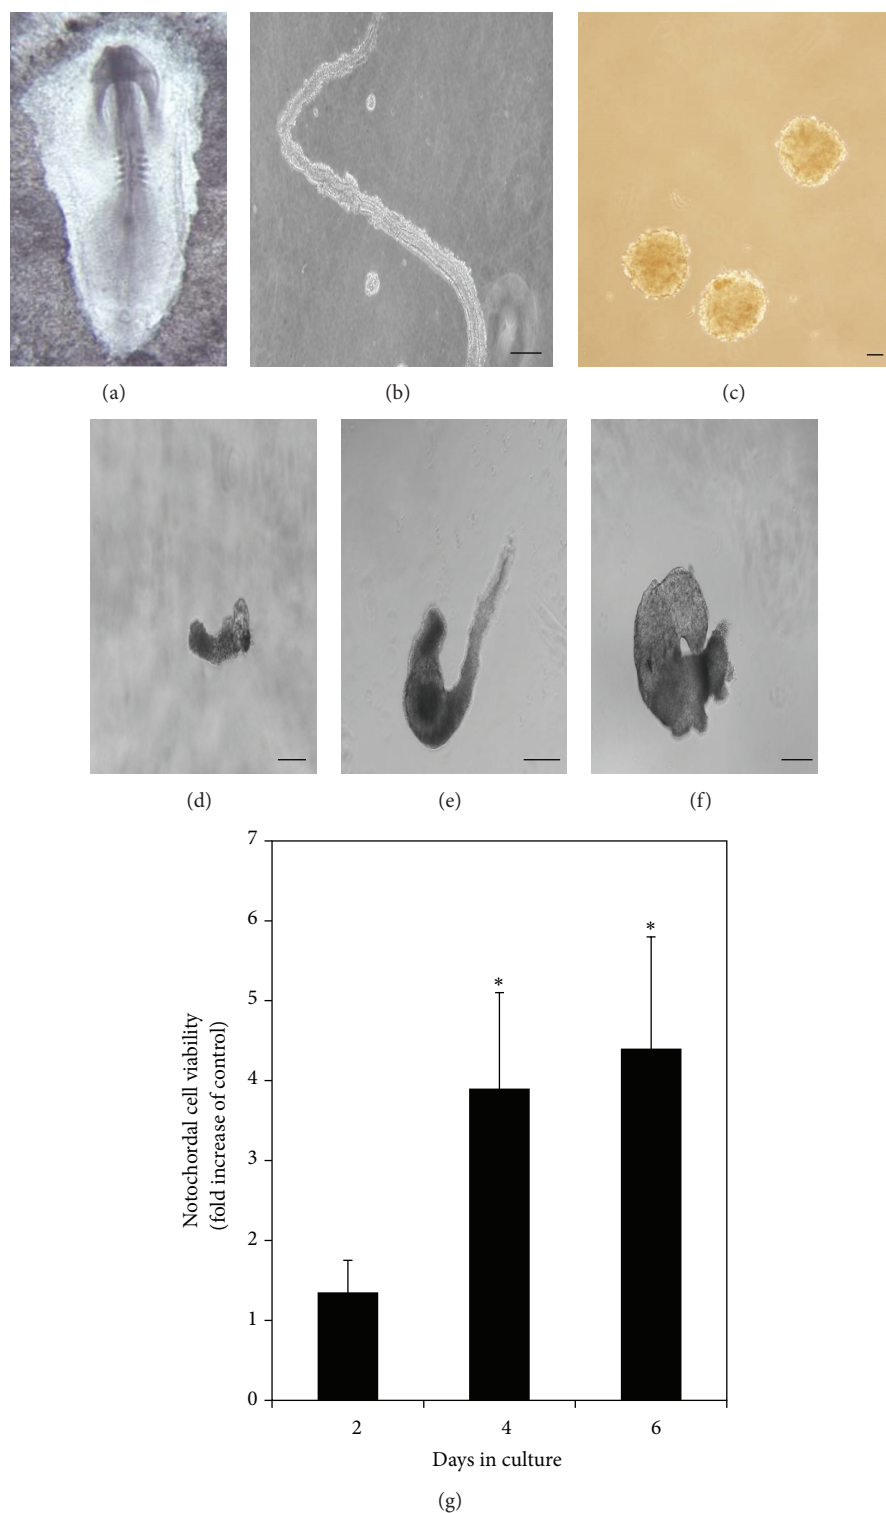 (a)
(b)
(c)
(d)
(e)
(f)
7
6
5
4
3
2
1
0
Notochordal cell viability
(fold increase of control)
*
*
2
4
6
Days in culture
(g)